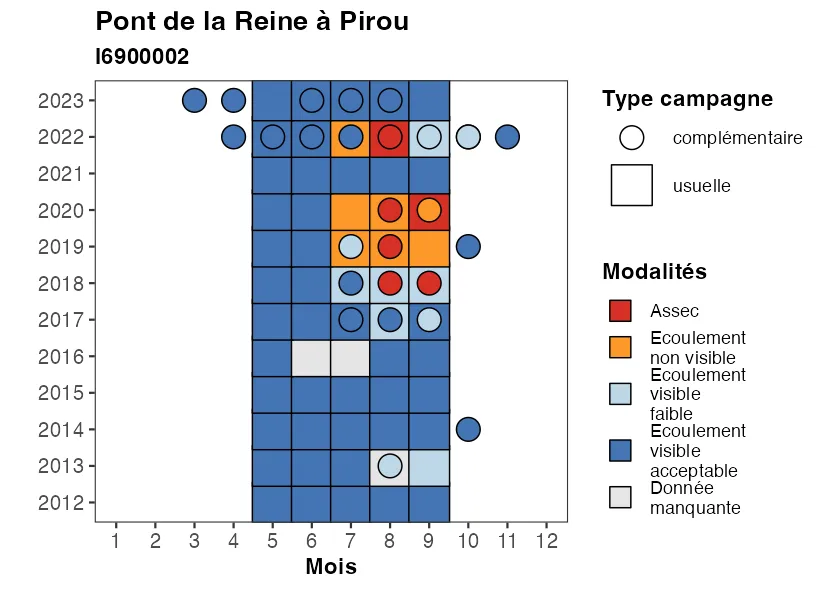 Pont de la Reine à Pirou
I6900002
2023
2022
2021
2020
2019
2018
2017
2016
2015
2014
2013
2012
1 2 3 4 5 6 7 8 9 10 11 12
Mois
Type campagne
complémentaire
usuelle
Modalités
Assec
Ecoulement
non visible
Ecoulement
visible
faible
Ecoulement
visible
acceptable
Donnée
manquante